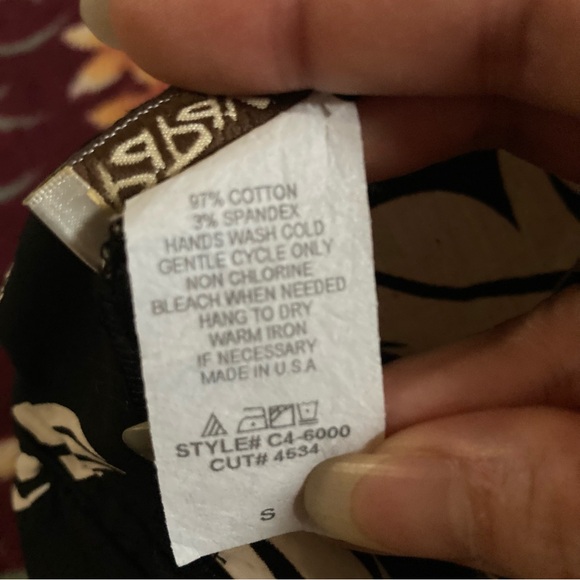 97% COTTON
3% SPANDEX
HANDS WASH COLD
GENTLE CYCLE ONLY
NON CHLORINE
BLEACH WHEN NEEDED
HANG TO DRY
WARM IRON
IF NECESSARY
MADE IN U.S.A
STYLE# C4-6000
CUT# 4534
S